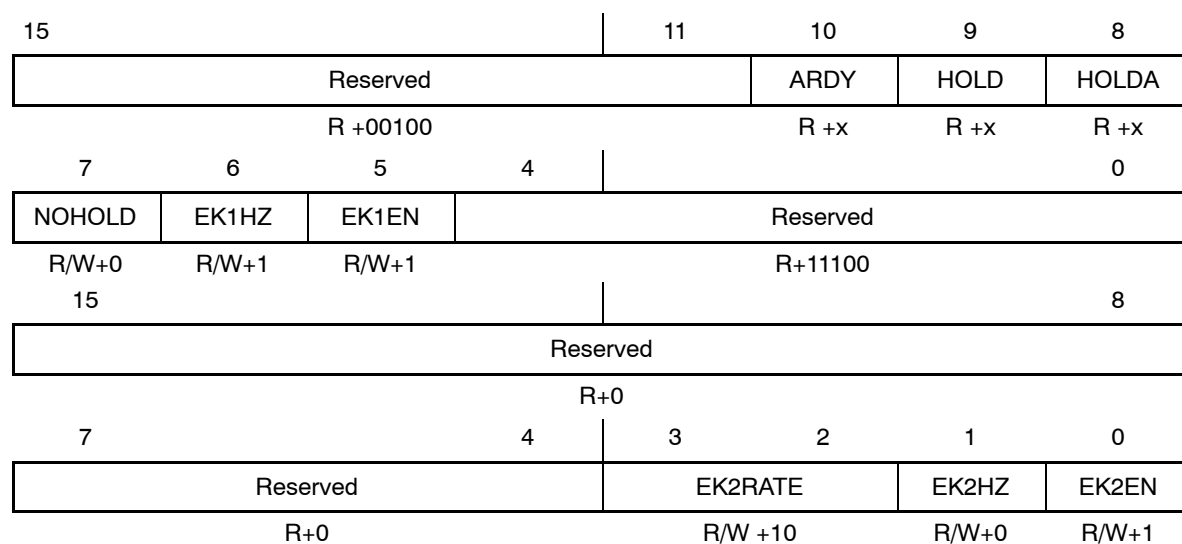 15 11 10 9 8
Reserved ARDY HOLD HOLDA
R +00100 R +x R +x R +x
7 6 5 4 0
NOHOLD EK1HZ EK1EN Reserved
R/W+0 R/W+1 R/W+1 R+11100
15 8
Reserved
R+0
7 4 3 2 1 0
Reserved EK2RATE EK2HZ EK2EN
R+0 R/W +10 R/W+0 R/W+1